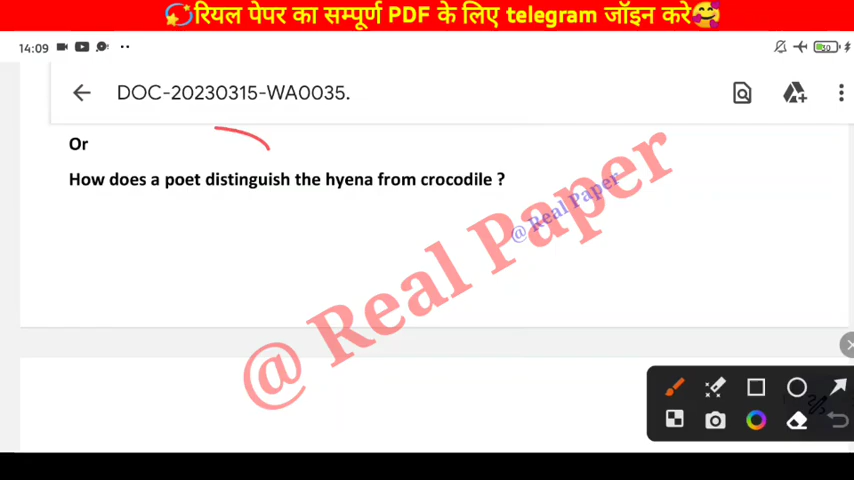 💫रियल पेपर का सम्पूर्ण PDF के लिए telegram जॉइन करे🥰
14:09
30
DOC-20230315-WA0035.
Or
How does a poet distinguish the hyena from crocodile ?
@ Real Paper
@ Real Paper